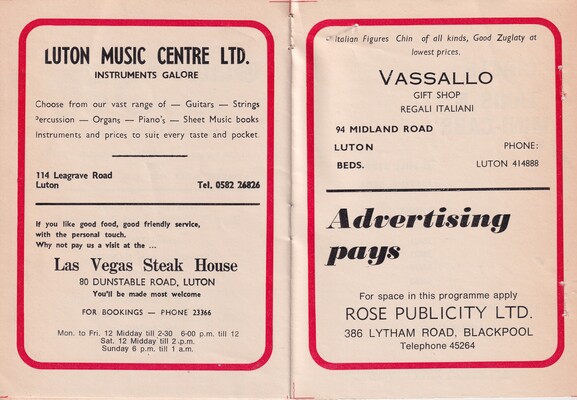 LUTON MUSIC CENTRE LTD.
INSTRUMENTS GALORE
Choose from our vast range of — Guitars — Strings
Percussion — Organs — Piano's — Sheet Music books
Instruments and prices to suit every taste and pocket.
114 Leagrave Road
Luton Tel. 0582 26826
If you like good food, good friendly service,
with the personal touch.
Why not pay us a visit at the ...
Las Vegas Steak House
80 DUNSTABLE ROAD, LUTON
You'll be made most welcome
FOR BOOKINGS — PHONE 23366
Mon. to Fri. 12 Midday till 2-30 6-00 p.m. till 12
Sat. 12 Midday till 2.p.m.
Sunday 6 p.m. till 1 a.m.
Italian Figures Chin of all kinds, Good Zuglaty at
lowest prices.
VASSALLO
GIFT SHOP
REGALI ITALIANI
94 MIDLAND ROAD
LUTON PHONE:
BEDS. LUTON 414888
Advertising
pays
For space in this programme apply
ROSE PUBLICITY LTD.
386 LYTHAM ROAD, BLACKPOOL
Telephone 45264